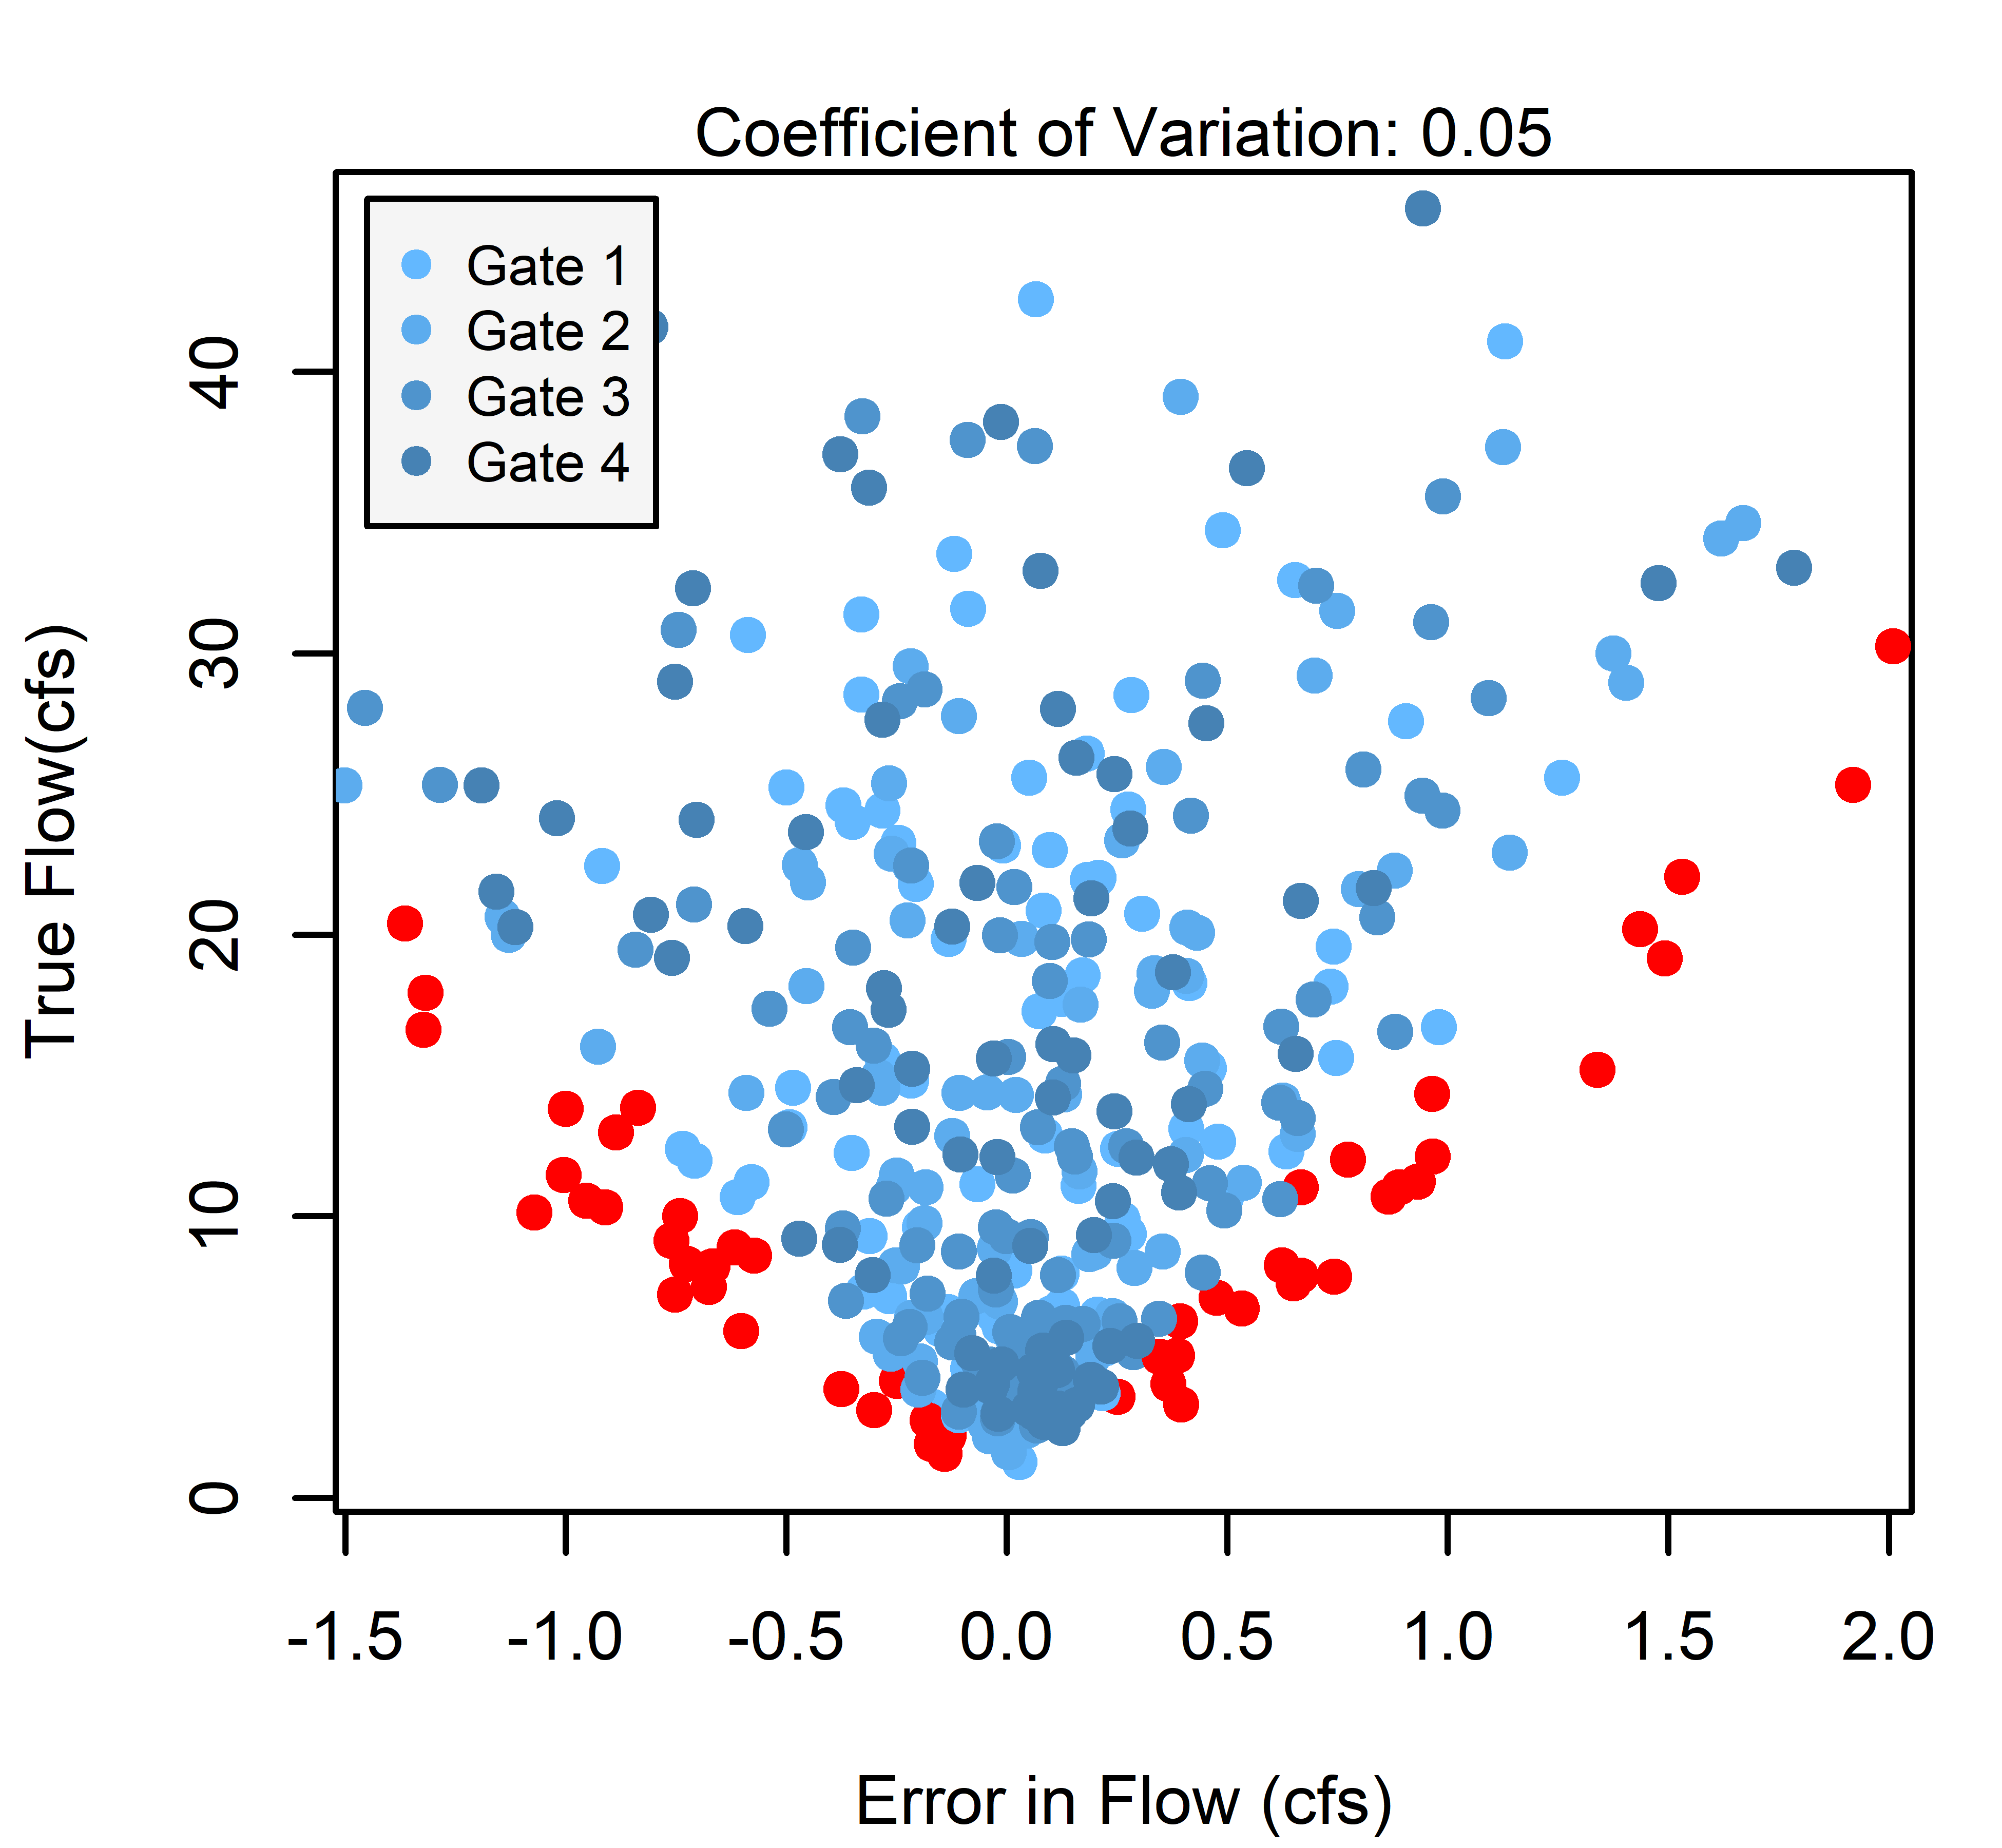 Coefficient of Variation: 0.05
Gate 1
Gate 2
Gate 3
Gate 4
True Flow(cfs)
40
30
20
10
0
-1.5 -1.0 -0.5 0.0 0.5 1.0 1.5 2.0
Error in Flow (cfs)